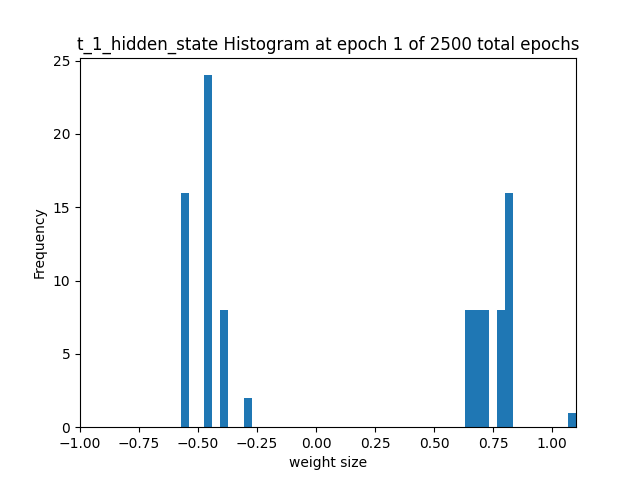 t_1_hidden_state Histogram at epoch 1 of 2500 total epochs
25
20
15
10
5
0
Frequency
−1.00 −0.75 −0.50 −0.25 0.00 0.25 0.50 0.75 1.00
weight size